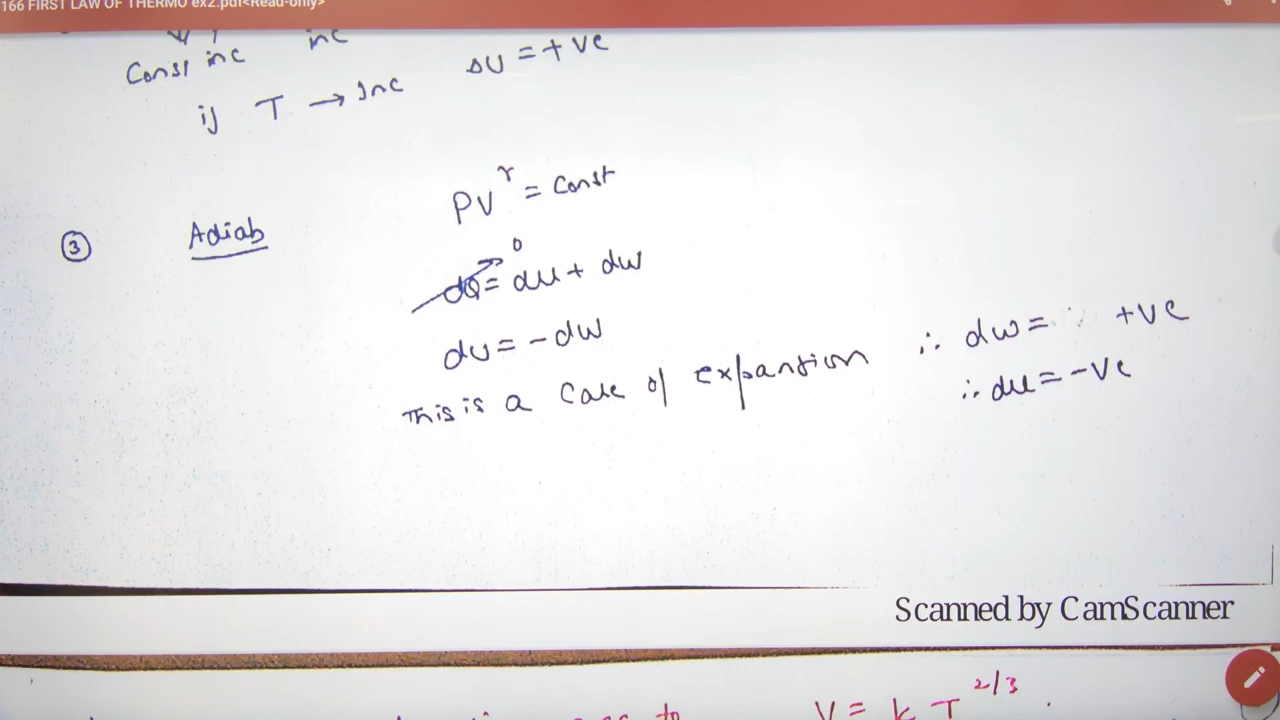 166 FIRST LAW OF THERMO ex2.pdf<Read-only>
Const inc inc
if T → Inc ΔU = +ve
③ Adiab PV^γ = Const
dQ = du + dw
0
du = -dw
This is a Case of expantion ∴ dw = +ve
∴ du = -ve
Scanned by CamScanner
V = k T^2/3